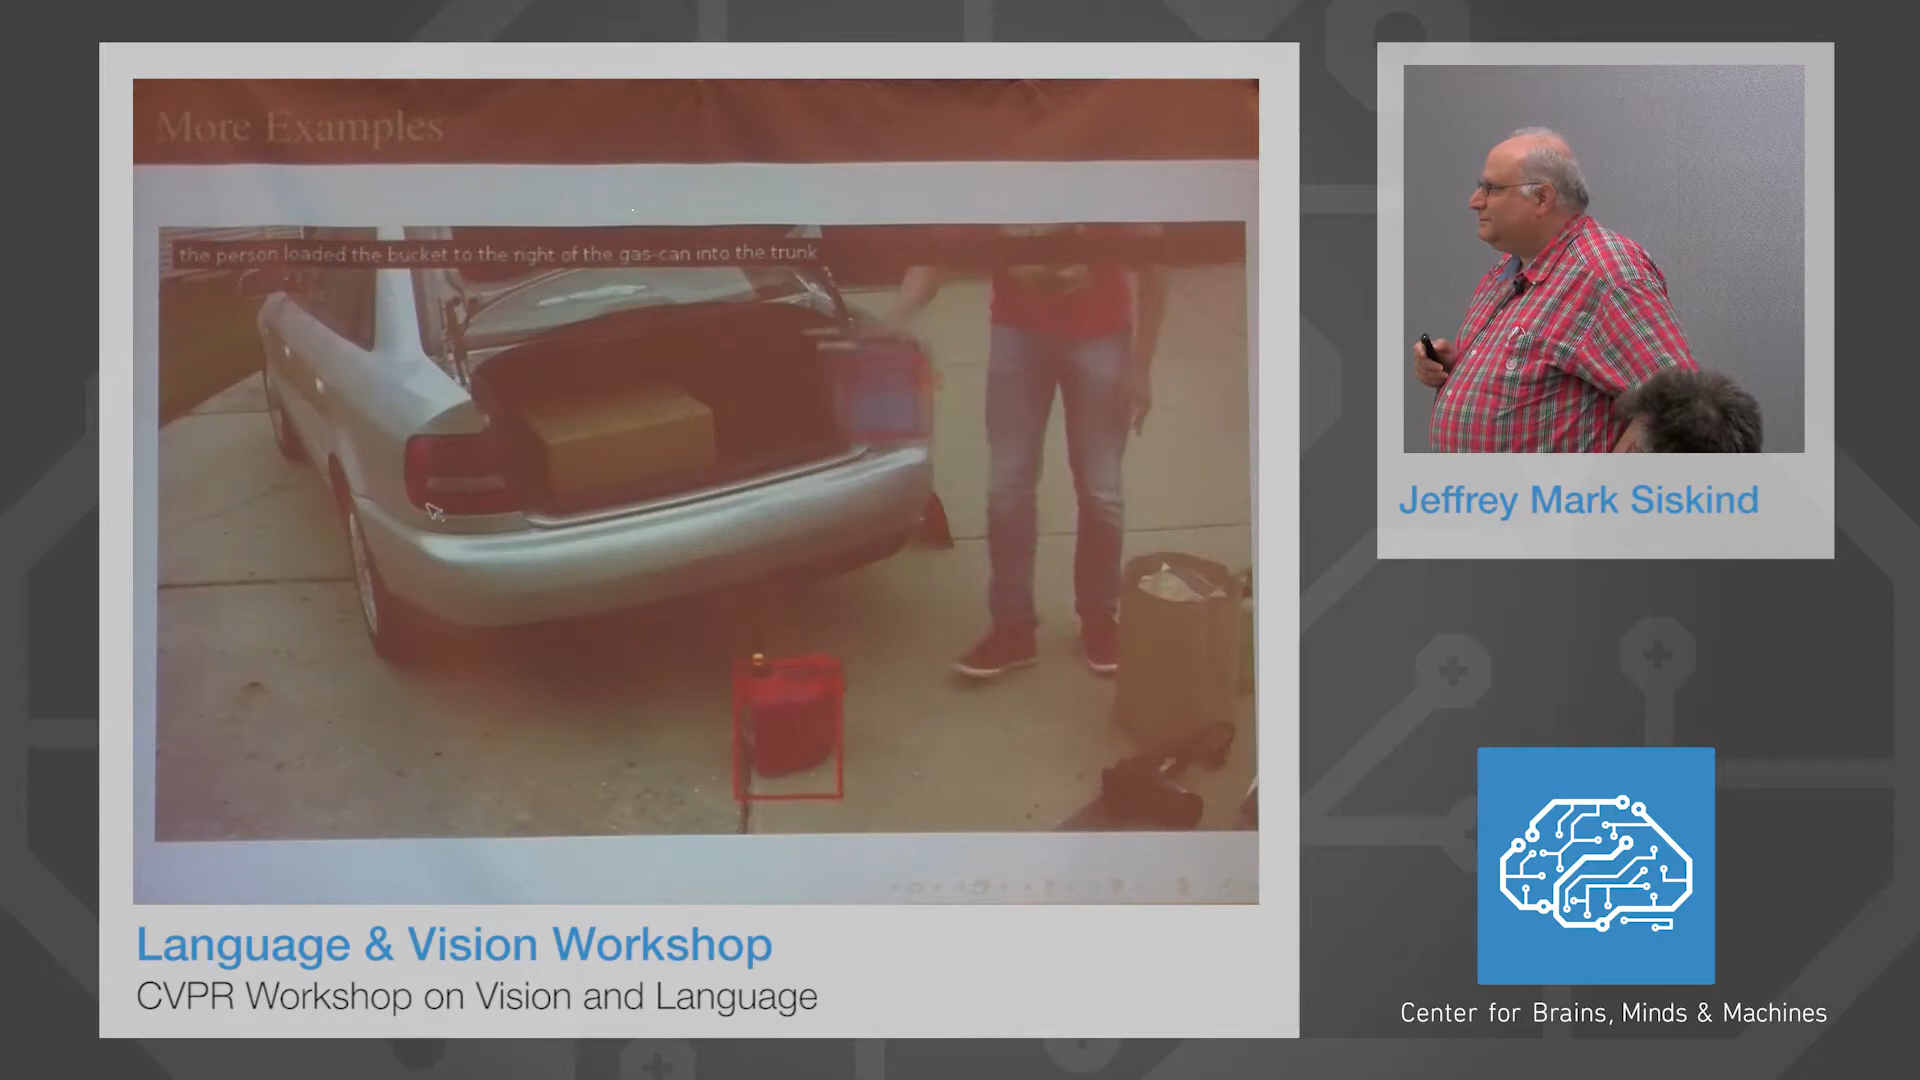 More Examples
the person loaded the bucket to the right of the gas-can into the trunk
Jeffrey Mark Siskind
Language & Vision Workshop
CVPR Workshop on Vision and Language
Center for Brains, Minds & Machines